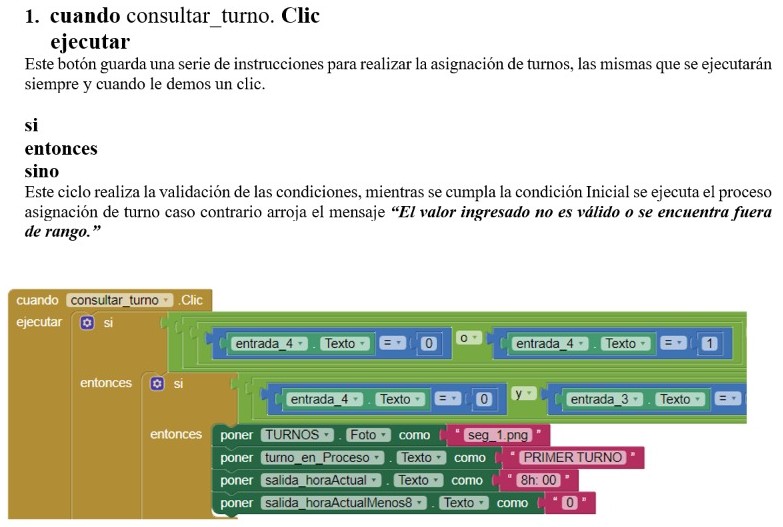 1. cuando consultar_turno. Clic
ejecutar
Este botón guarda una serie de instrucciones para realizar la asignación de turnos, las mismas que se ejecutarán
siempre y cuando le demos un clic.
si
entonces
sino
Este ciclo realiza la validación de las condiciones, mientras se cumpla la condición Inicial se ejecuta el proceso
asignación de turno caso contrario arroja el mensaje “El valor ingresado no es válido o se encuentra fuera
de rango.”
cuando consultar_turno .Clic
ejecutar si
entrada_4 . Texto = 0 o entrada_4 . Texto = 1
entonces si
entrada_4 . Texto = 0 y entrada_3 . Texto =
entonces poner TURNOS . Foto como " seg_1.png "
poner turno_en_Proceso . Texto como " PRIMER TURNO "
poner salida_horaActual . Texto como " 8h: 00 "
poner salida_horaActualMenos8 . Texto como " 0 "